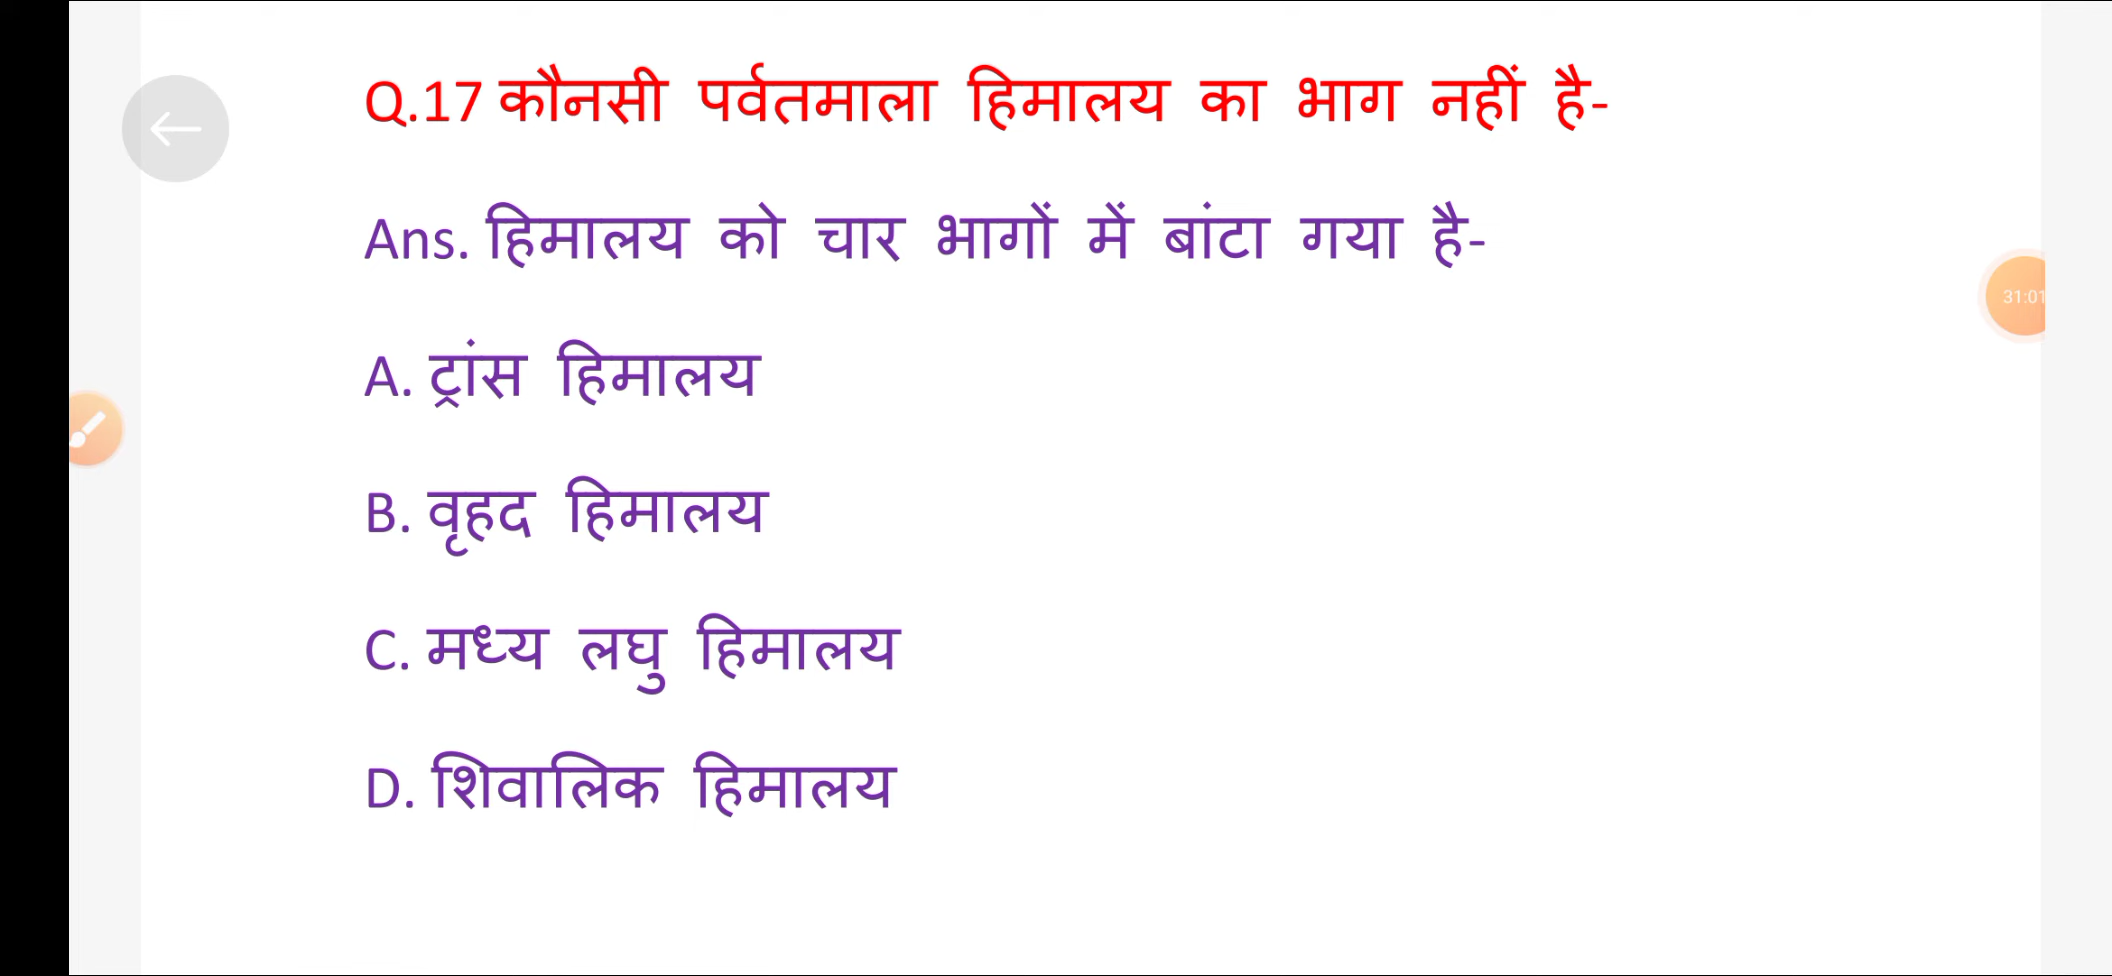 Q.17 कौनसी पर्वतमाला हिमालय का भाग नहीं है-
Ans. हिमालय को चार भागों में बांटा गया है-
31:01
A. ट्रांस हिमालय
B. वृहद हिमालय
C. मध्य लघु हिमालय
D. शिवालिक हिमालय